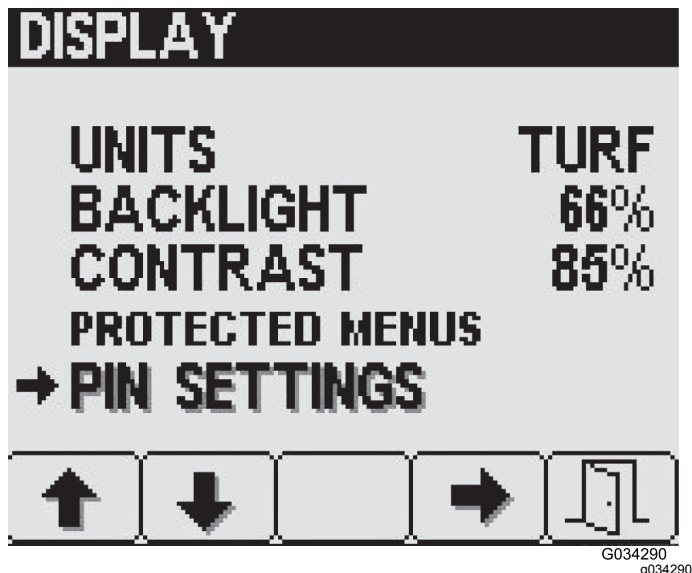 DISPLAY
UNITS TURF
BACKLIGHT 66%
CONTRAST 85%
PROTECTED MENUS
PIN SETTINGS
G034290
g034290